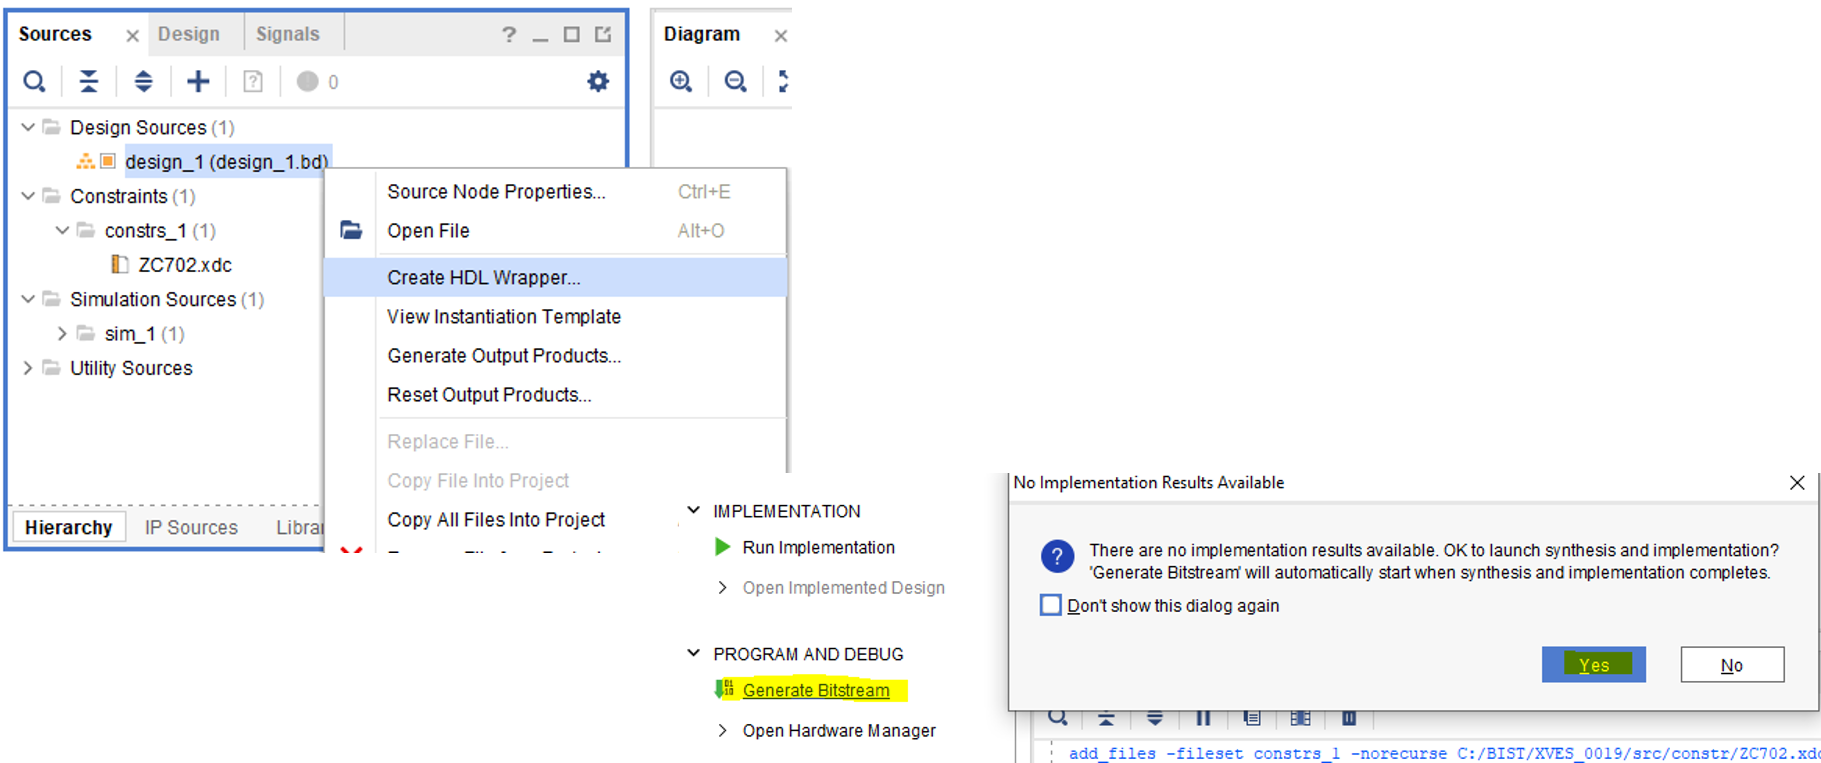 Sources
Design
Signals
Diagram
0
Design Sources (1)
design_1 (design_1.bd)
Constraints (1)
constrs_1 (1)
ZC702.xdc
Simulation Sources (1)
sim_1 (1)
Utility Sources
Hierarchy
IP Sources
Source Node Properties... Ctrl+E
Open File Alt+O
Create HDL Wrapper...
View Instantiation Template
Generate Output Products...
Reset Output Products...
Replace File...
Copy File Into Project
Copy All Files Into Project
IMPLEMENTATION
Run Implementation
Open Implemented Design
PROGRAM AND DEBUG
Generate Bitstream
Open Hardware Manager
No Implementation Results Available
There are no implementation results available. OK to launch synthesis and implementation?
'Generate Bitstream' will automatically start when synthesis and implementation completes.
Don't show this dialog again
Yes
No
add_files -fileset constrs_1 -norecurse C:/BIST/XVES_0019/src/constr/ZC702.xdc